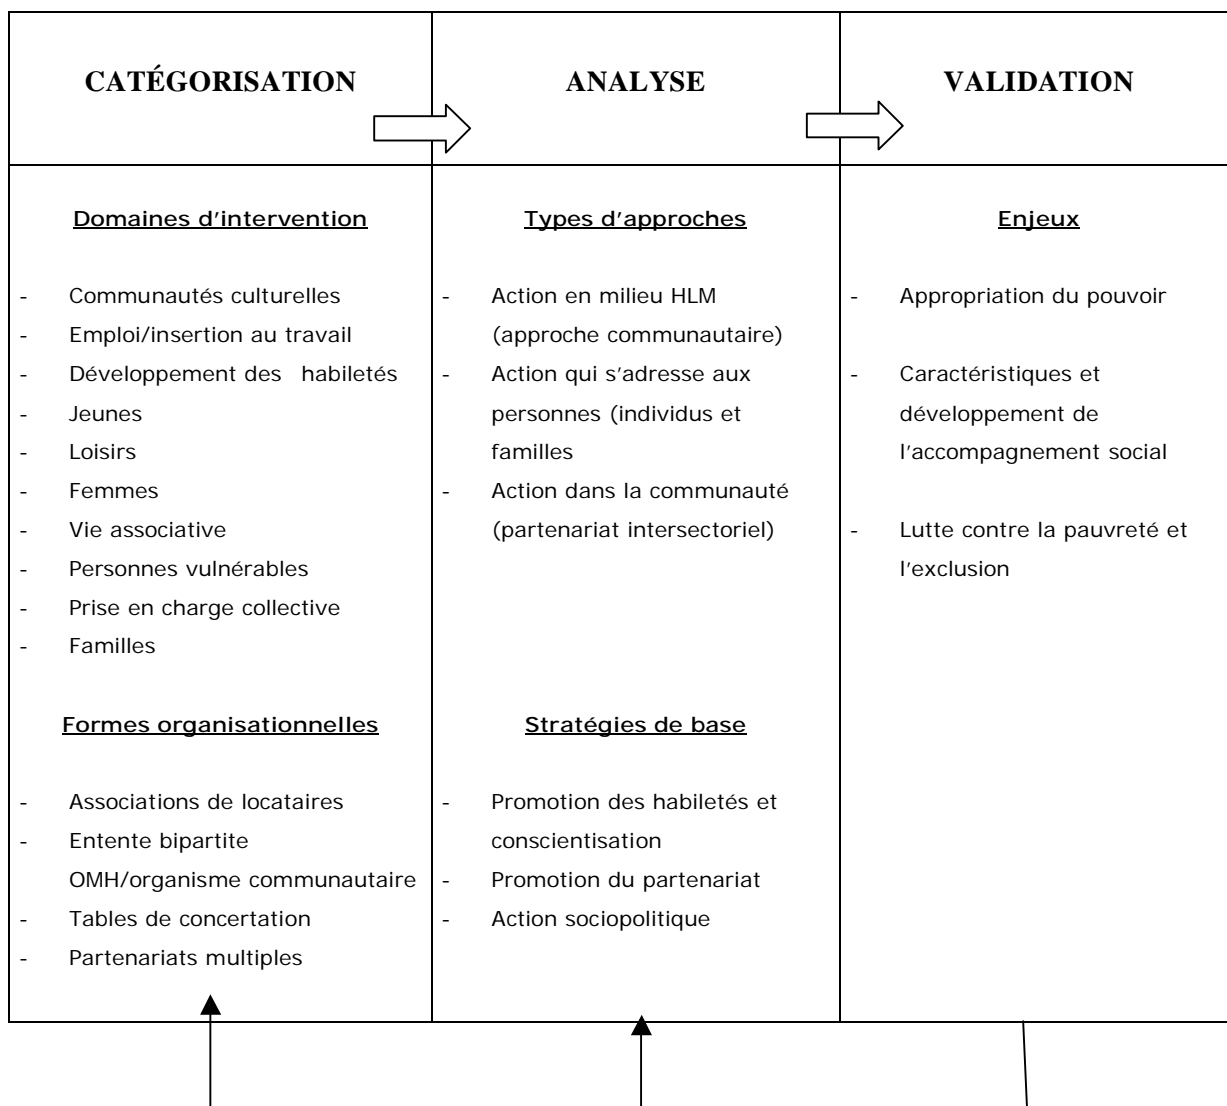 CATÉGORISATION
ANALYSE
VALIDATION
Domaines d'intervention
- Communautés culturelles
- Emploi/insertion au travail
- Développement des habiletés
- Jeunes
- Loisirs
- Femmes
- Vie associative
- Personnes vulnérables
- Prise en charge collective
- Familles
Formes organisationnelles
- Associations de locataires
- Entente bipartite
OMH/organisme communautaire
- Tables de concertation
- Partenariats multiples
Types d'approches
- Action en milieu HLM
(approche communautaire)
- Action qui s'adresse aux
personnes (individus et
familles
- Action dans la communauté
(partenariat intersectoriel)
Stratégies de base
- Promotion des habiletés et
conscientisation
- Promotion du partenariat
- Action sociopolitique
Enjeux
- Appropriation du pouvoir
- Caractéristiques et
développement de
l'accompagnement social
- Lutte contre la pauvreté et
l'exclusion